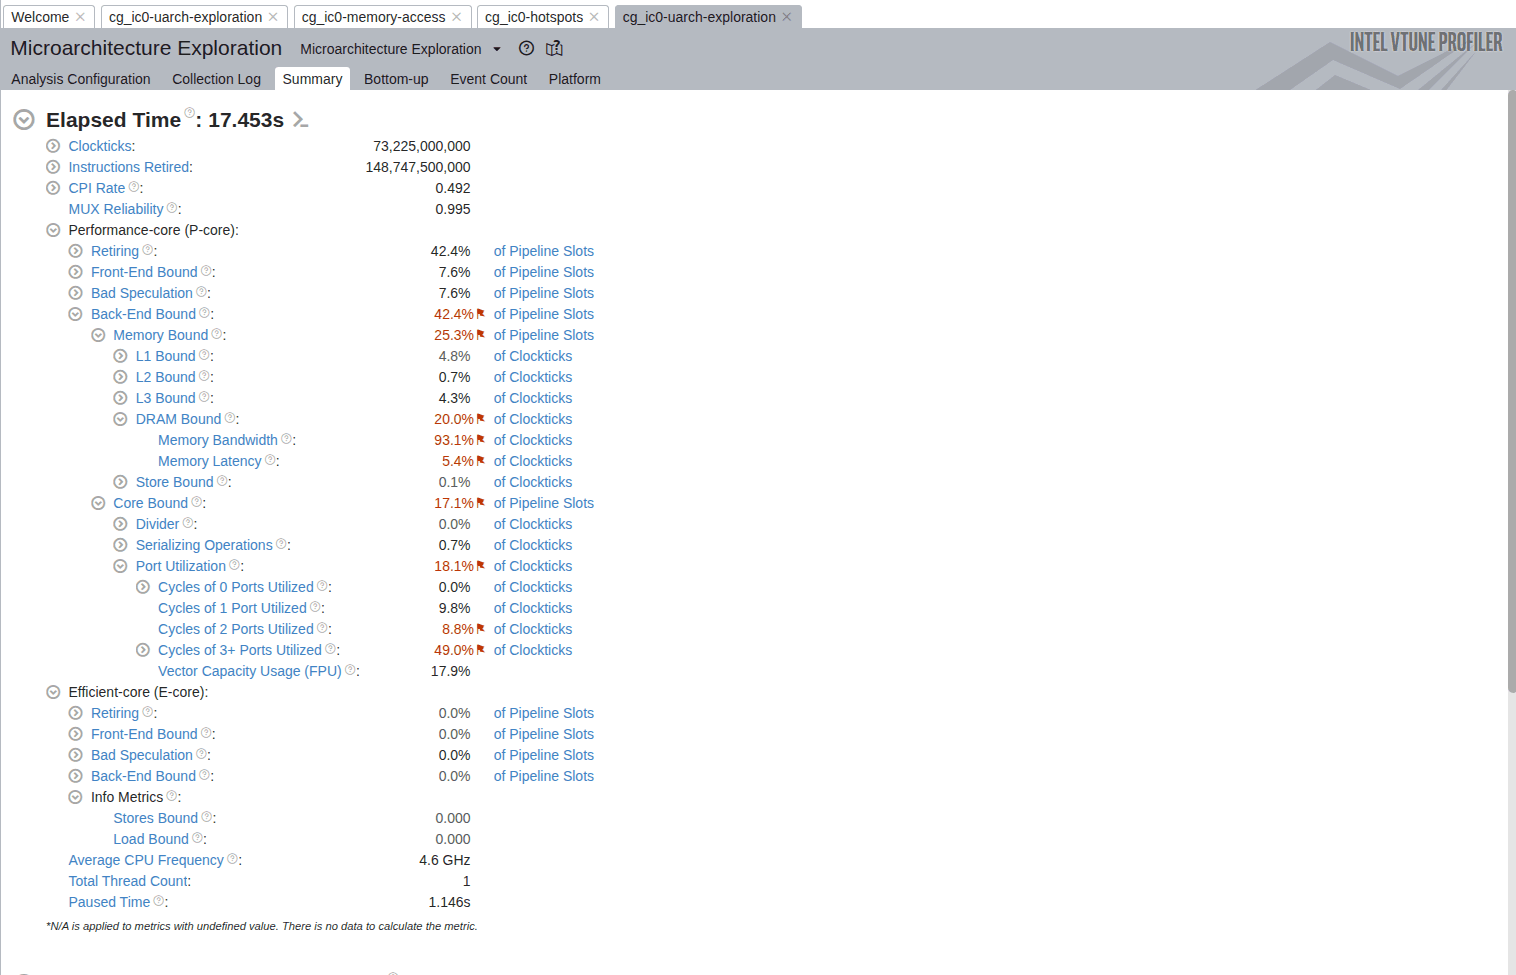 Welcome
cg_ic0-uarch-exploration
cg_ic0-memory-access
cg_ic0-hotspots
cg_ic0-uarch-exploration
Microarchitecture Exploration Microarchitecture Exploration
INTEL VTUNE PROFILER
Analysis Configuration Collection Log Summary Bottom-up Event Count Platform
Elapsed Time: 17.453s
Clockticks: 73,225,000,000
Instructions Retired: 148,747,500,000
CPI Rate: 0.492
MUX Reliability: 0.995
Performance-core (P-core):
Retiring: 42.4% of Pipeline Slots
Front-End Bound: 7.6% of Pipeline Slots
Bad Speculation: 7.6% of Pipeline Slots
Back-End Bound: 42.4% of Pipeline Slots
Memory Bound: 25.3% of Pipeline Slots
L1 Bound: 4.8% of Clockticks
L2 Bound: 0.7% of Clockticks
L3 Bound: 4.3% of Clockticks
DRAM Bound: 20.0% of Clockticks
Memory Bandwidth: 93.1% of Clockticks
Memory Latency: 5.4% of Clockticks
Store Bound: 0.1% of Clockticks
Core Bound: 17.1% of Pipeline Slots
Divider: 0.0% of Clockticks
Serializing Operations: 0.7% of Clockticks
Port Utilization: 18.1% of Clockticks
Cycles of 0 Ports Utilized: 0.0% of Clockticks
Cycles of 1 Port Utilized: 9.8% of Clockticks
Cycles of 2 Ports Utilized: 8.8% of Clockticks
Cycles of 3+ Ports Utilized: 49.0% of Clockticks
Vector Capacity Usage (FPU): 17.9%
Efficient-core (E-core):
Retiring: 0.0% of Pipeline Slots
Front-End Bound: 0.0% of Pipeline Slots
Bad Speculation: 0.0% of Pipeline Slots
Back-End Bound: 0.0% of Pipeline Slots
Info Metrics:
Stores Bound: 0.000
Load Bound: 0.000
Average CPU Frequency: 4.6 GHz
Total Thread Count: 1
Paused Time: 1.146s
*N/A is applied to metrics with undefined value. There is no data to calculate the metric.